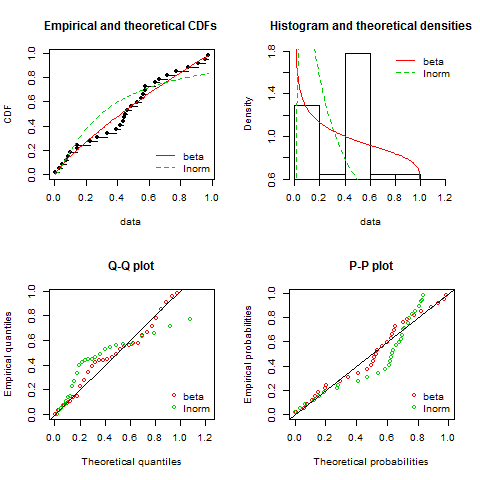 Empirical and theoretical CDFs
CDF
0.0 0.2 0.4 0.6 0.8 1.0
beta
lnorm
0.0 0.2 0.4 0.6 0.8 1.0
data
Histogram and theoretical densities
Density
0.6 1.0 1.4 1.8
beta
lnorm
0.0 0.2 0.4 0.6 0.8 1.0 1.2
data
Q-Q plot
Empirical quantiles
0.0 0.2 0.4 0.6 0.8 1.0
beta
lnorm
0.0 0.2 0.4 0.6 0.8 1.0 1.2
Theoretical quantiles
P-P plot
Empirical probabilities
0.0 0.2 0.4 0.6 0.8 1.0
beta
lnorm
0.0 0.2 0.4 0.6 0.8 1.0
Theoretical probabilities